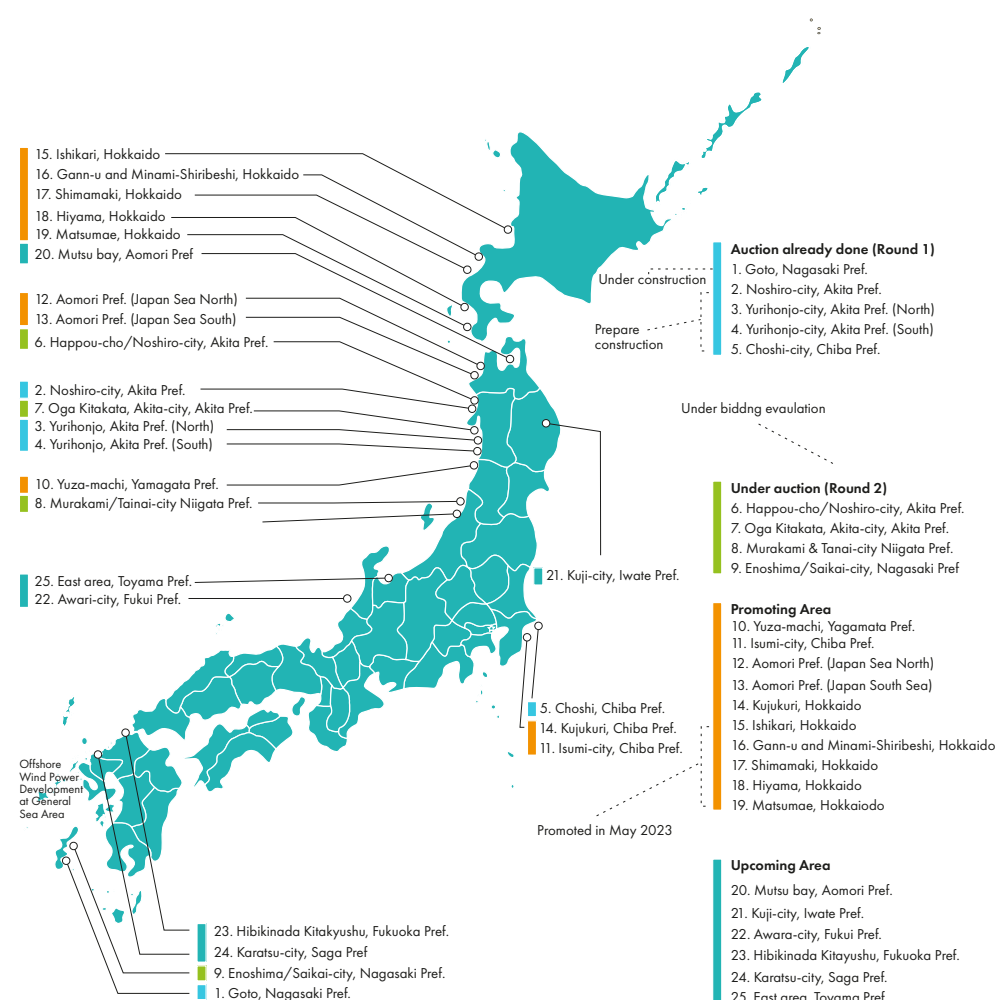 15. Ishikari, Hokkaido
16. Gann-u and Minami-Shiribeshi, Hokkaido
17. Shimamaki, Hokkaido
18. Hiyama, Hokkaido
19. Matsumae, Hokkaido
20. Mutsu bay, Aomori Pref
12. Aomori Pref. (Japan Sea North)
13. Aomori Pref. (Japan Sea South)
6. Happou-cho/Noshiro-city, Akita Pref.
2. Noshiro-city, Akita Pref.
7. Oga Kitakata, Akita-city, Akita Pref.
3. Yurihonjo, Akita Pref. (North)
4. Yurihonjo, Akita Pref. (South)
10. Yuza-machi, Yamagata Pref.
8. Murakami/Tainai-city Niigata Pref.
25. East area, Toyama Pref.
22. Awari-city, Fukui Pref.
Offshore
Wind Power
Development
at General
Sea Area
23. Hibikinada Kitakyushu, Fukuoka Pref.
24. Karatsu-city, Saga Pref
9. Enoshima/Saikai-city, Nagasaki Pref.
1. Goto, Nagasaki Pref.
21. Kuji-city, Iwate Pref.
5. Choshi, Chiba Pref.
14. Kujukuri, Chiba Pref.
11. Isumi-city, Chiba Pref.
Under construction
Prepare
construction
Auction already done (Round 1)
1. Goto, Nagasaki Pref.
2. Noshiro-city, Akita Pref.
3. Yurihonjo-city, Akita Pref. (North)
4. Yurihonjo-city, Akita Pref. (South)
5. Choshi-city, Chiba Pref.
Under biddng evaulation
Under auction (Round 2)
6. Happou-cho/Noshiro-city, Akita Pref.
7. Oga Kitakata, Akita-city, Akita Pref.
8. Murakami & Tanai-city Niigata Pref.
9. Enoshima/Saikai-city, Nagasaki Pref
Promoting Area
10. Yuza-machi, Yagamata Pref.
11. Isumi-city, Chiba Pref.
12. Aomori Pref. (Japan Sea North)
13. Aomori Pref. (Japan South Sea)
14. Kujukuri, Hokkaido
15. Ishikari, Hokkaido
16. Gann-u and Minami-Shiribeshi, Hokkaido
17. Shimamaki, Hokkaido
18. Hiyama, Hokkaido
19. Matsumae, Hokkaiodo
Promoted in May 2023
Upcoming Area
20. Mutsu bay, Aomori Pref.
21. Kuji-city, Iwate Pref.
22. Awara-city, Fukui Pref.
23. Hibikinada Kitayushu, Fukuoka Pref.
24. Karatsu-city, Saga Pref.
25. East area, Toyama Pref